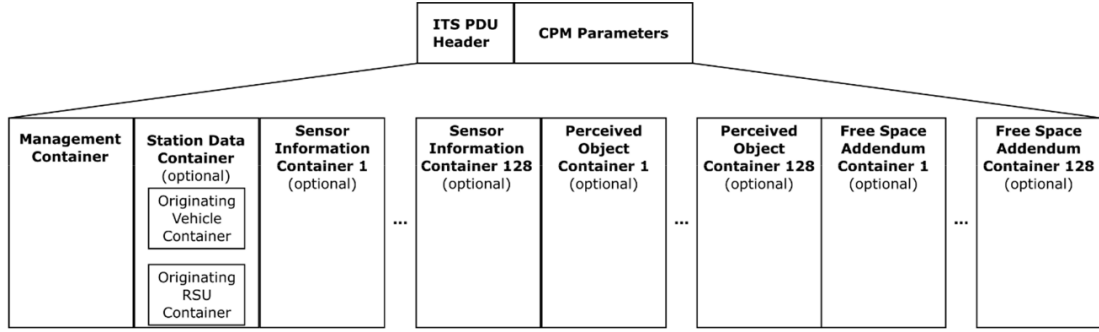 ITS PDU
Header
CPM Parameters
Management
Container
Station Data
Container
(optional)
Originating
Vehicle
Container
Originating
RSU
Container
Sensor
Information
Container 1
(optional)
...
Sensor
Information
Container 128
(optional)
Perceived
Object
Container 1
(optional)
...
Perceived
Object
Container 128
(optional)
Free Space
Addendum
Container 1
(optional)
...
Free Space
Addendum
Container 128
(optional)